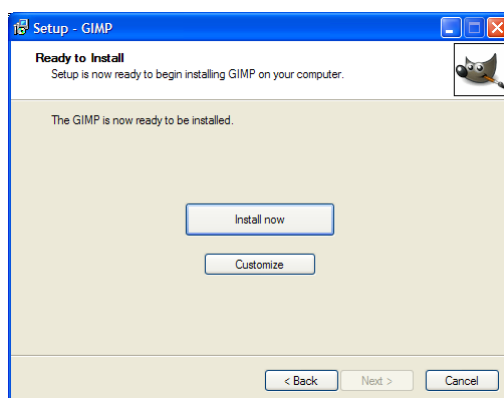 Setup - GIMP
Ready to Install
Setup is now ready to begin installing GIMP on your computer.
The GIMP is now ready to be installed.
Install now
Customize
< Back
Next >
Cancel